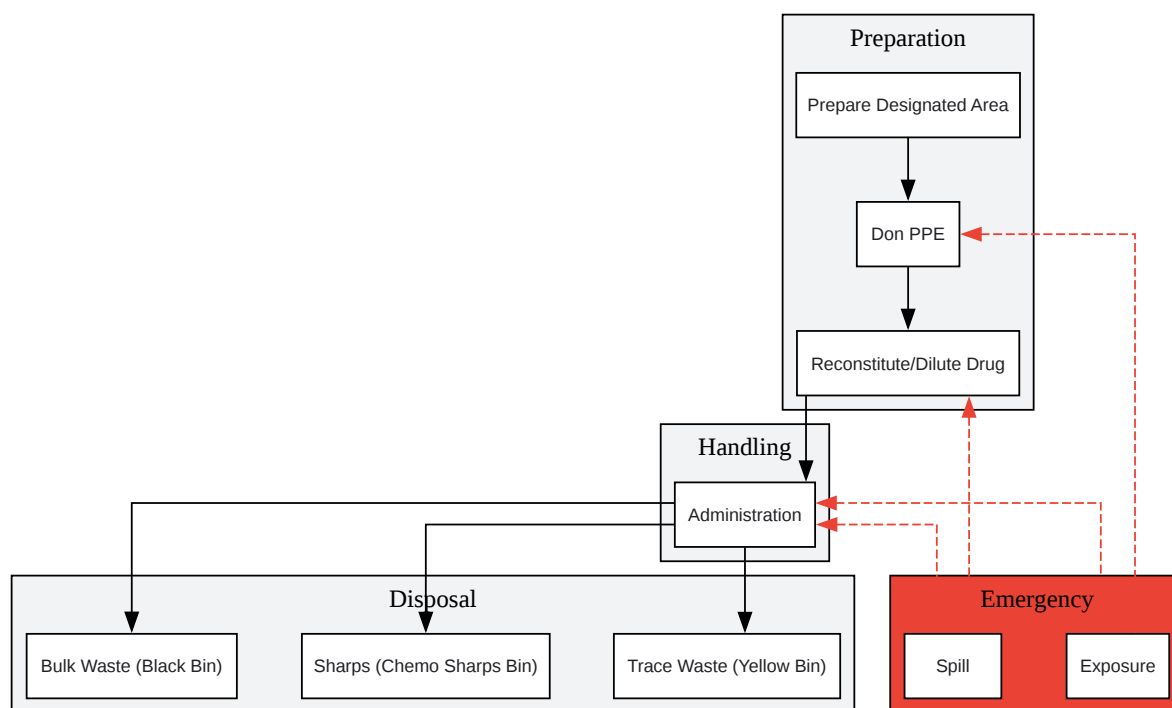 Preparation
Prepare Designated Area
Don PPE
Reconstitute/Dilute Drug
Handling
Administration
Disposal
Bulk Waste (Black Bin)
Sharps (Chemo Sharps Bin)
Trace Waste (Yellow Bin)
Emergency
Spill
Exposure